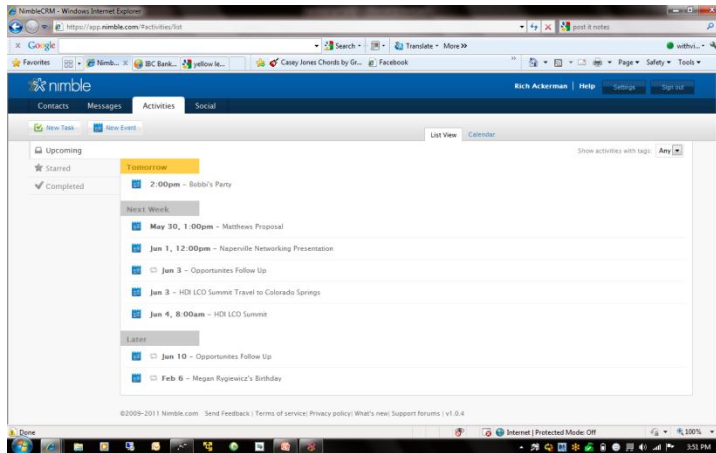 NimbleCRM - Windows Internet Explorer
https://app.nimble.com/#activities/list
post it notes
x Google Search Translate More >> withvi...
Favorites Nimb... x IBC Bank... yellow le... Casey Jones Chords by Gr... Facebook Page Safety Tools
nimble
Rich Ackerman | Help Settings Sign out
Contacts Messages Activities Social
New Task New Event
List View Calendar
Upcoming
Show activities with tags: Any
Starred
Completed
Tomorrow
2:00pm – Bobbi's Party
Next Week
May 30, 1:00pm – Matthews Proposal
Jun 1, 12:00pm – Naperville Networking Presentation
Jun 3 – Opportunites Follow Up
Jun 3 – HDI LCO Summit Travel to Colorado Springs
Jun 4, 8:00am – HDI LCO Summit
Later
Jun 10 – Opportunites Follow Up
Feb 6 – Megan Rygiewicz's Birthday
©2009-2011 Nimble.com Send Feedback | Terms of service | Privacy policy | What's new | Support forums | v1.0.4
Done Internet | Protected Mode: Off 100%
3:51 PM